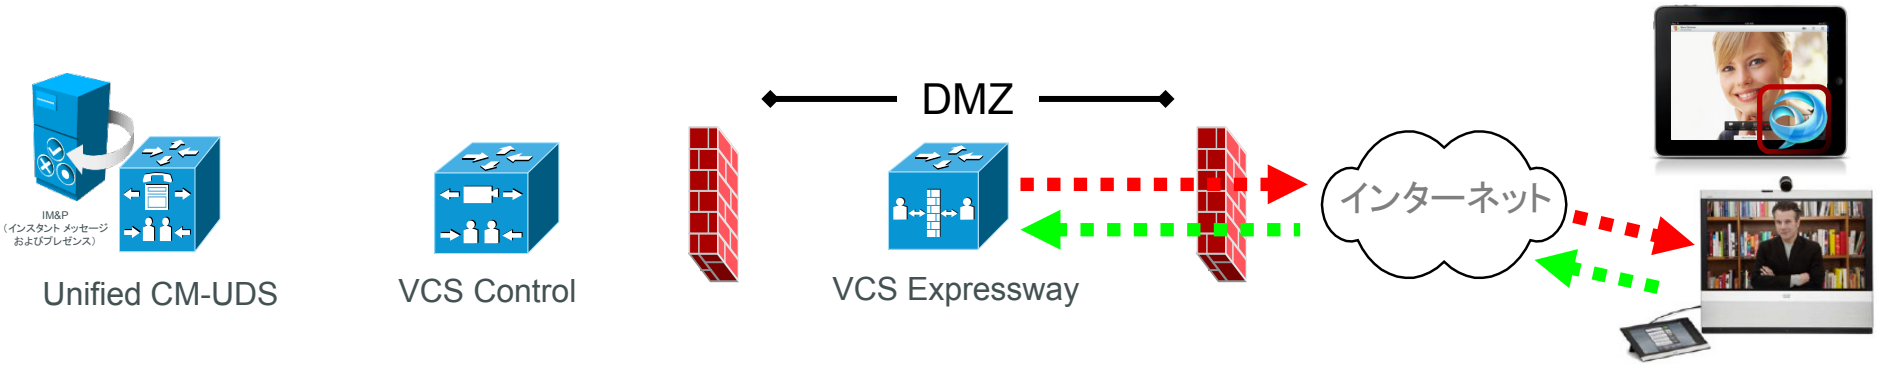 DMZ
IM&P
（インスタント メッセージ
およびプレゼンス）
Unified CM-UDS
VCS Control
VCS Expressway
インターネット